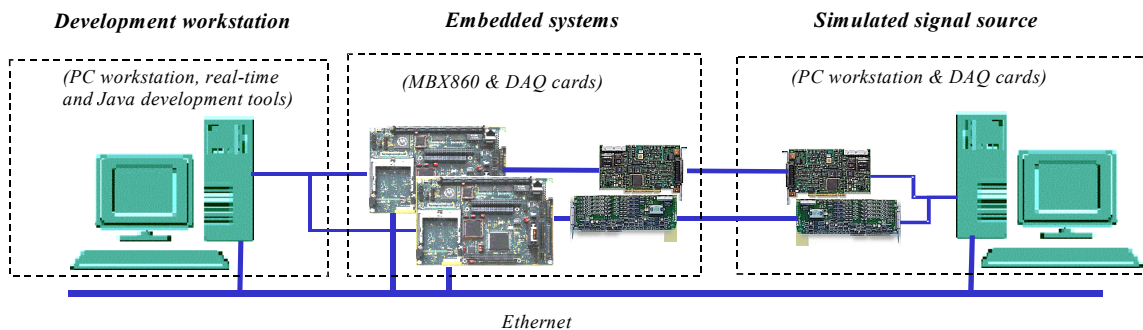 Development workstation
Embedded systems
Simulated signal source
(PC workstation, real-time
and Java development tools)
(MBX860 & DAQ cards)
(PC workstation & DAQ cards)
Ethernet